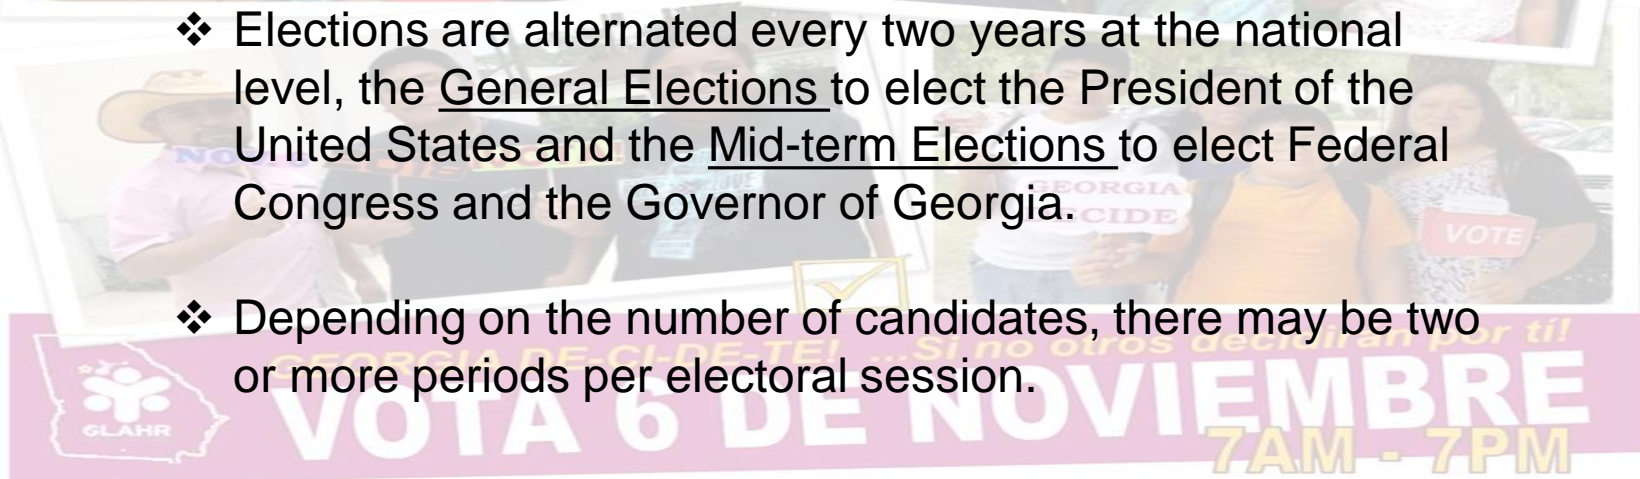 ❖ Elections are alternated every two years at the national
level, the General Elections to elect the President of the
United States and the Mid-term Elections to elect Federal
Congress and the Governor of Georgia.
GEORGIA
VOTE
❖ Depending on the number of candidates, there may be two
or more periods per electoral session.
GEORGIA DE-CI-DE-TE! ...Si no otros decidirán por tí!
VOTA 6 DE NOVIEMBRE
7AM - 7PM
GLAHR